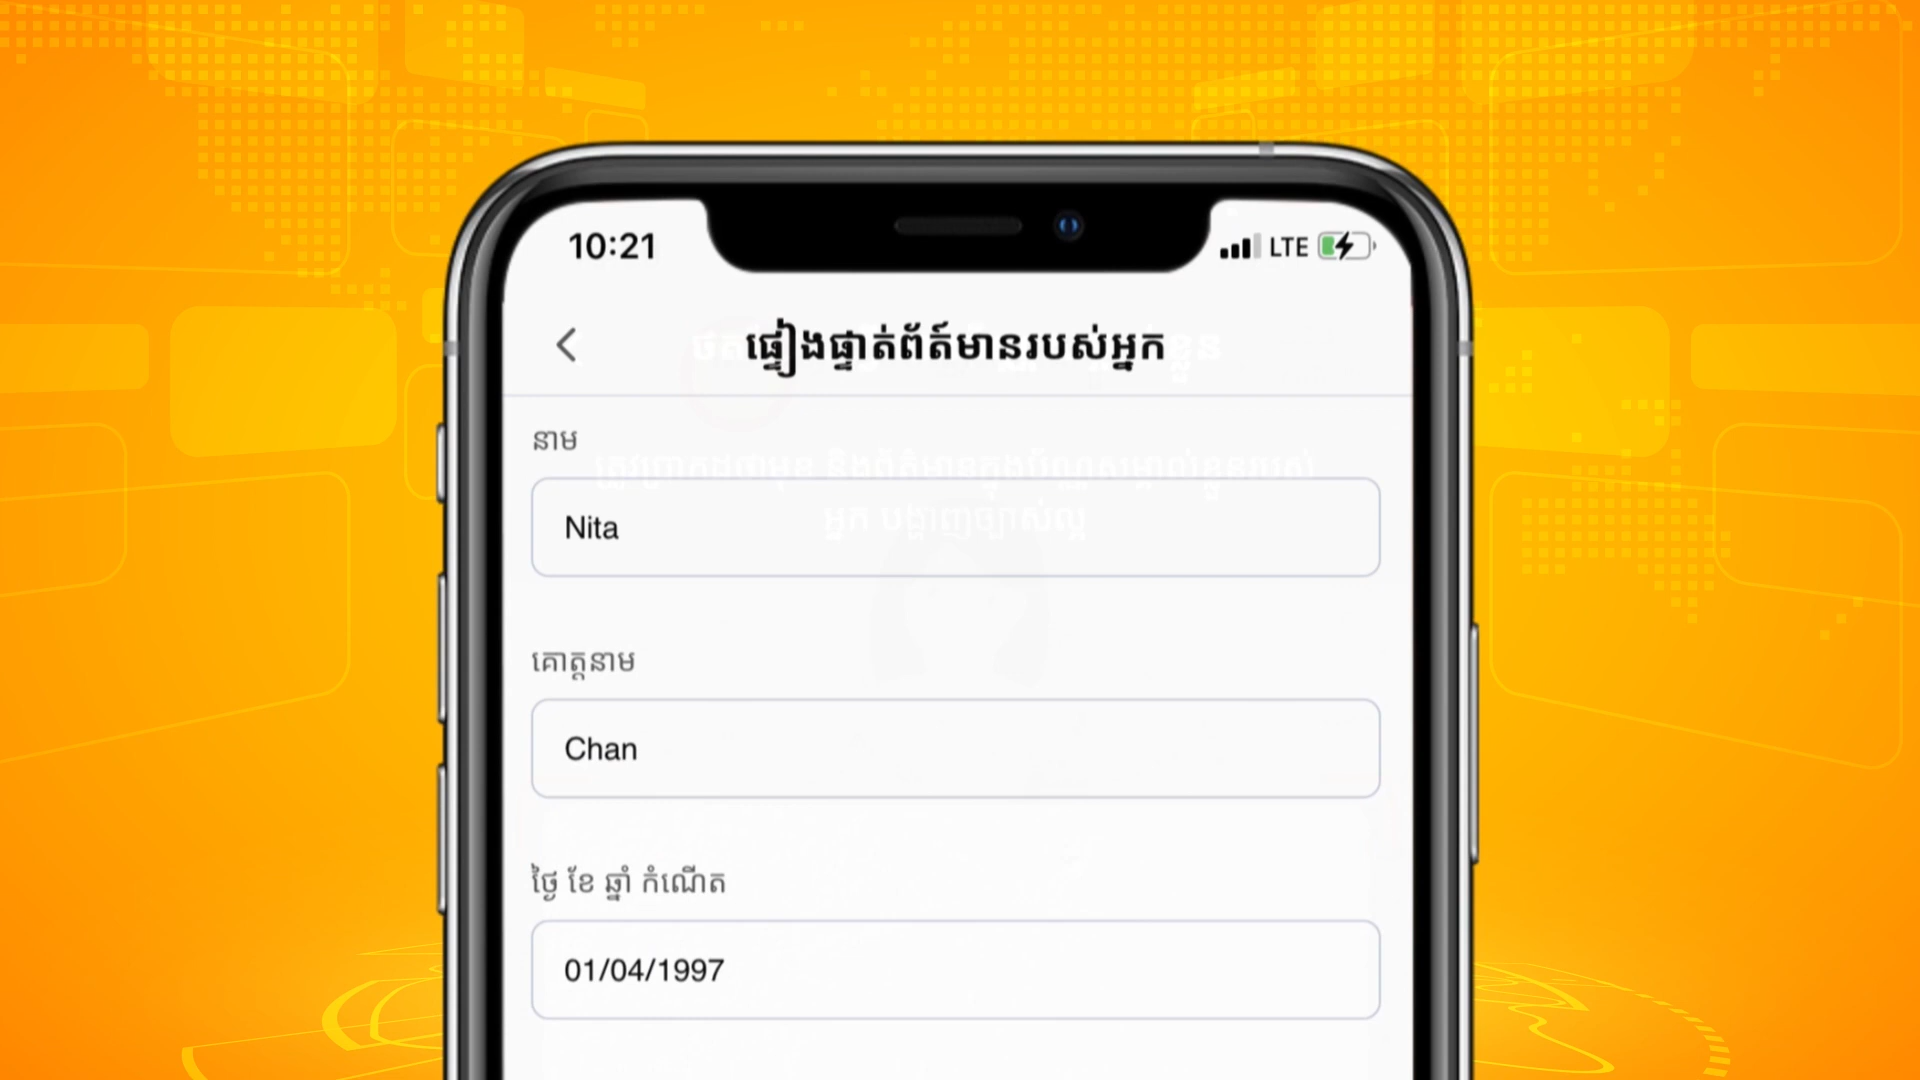 10:21
LTE
ផ្ទៀងផ្ទាត់ព័ត៌មានរបស់អ្នក
នាម
Nita
គោត្តនាម
Chan
ថ្ងៃ ខែ ឆ្នាំ កំណើត
01/04/1997